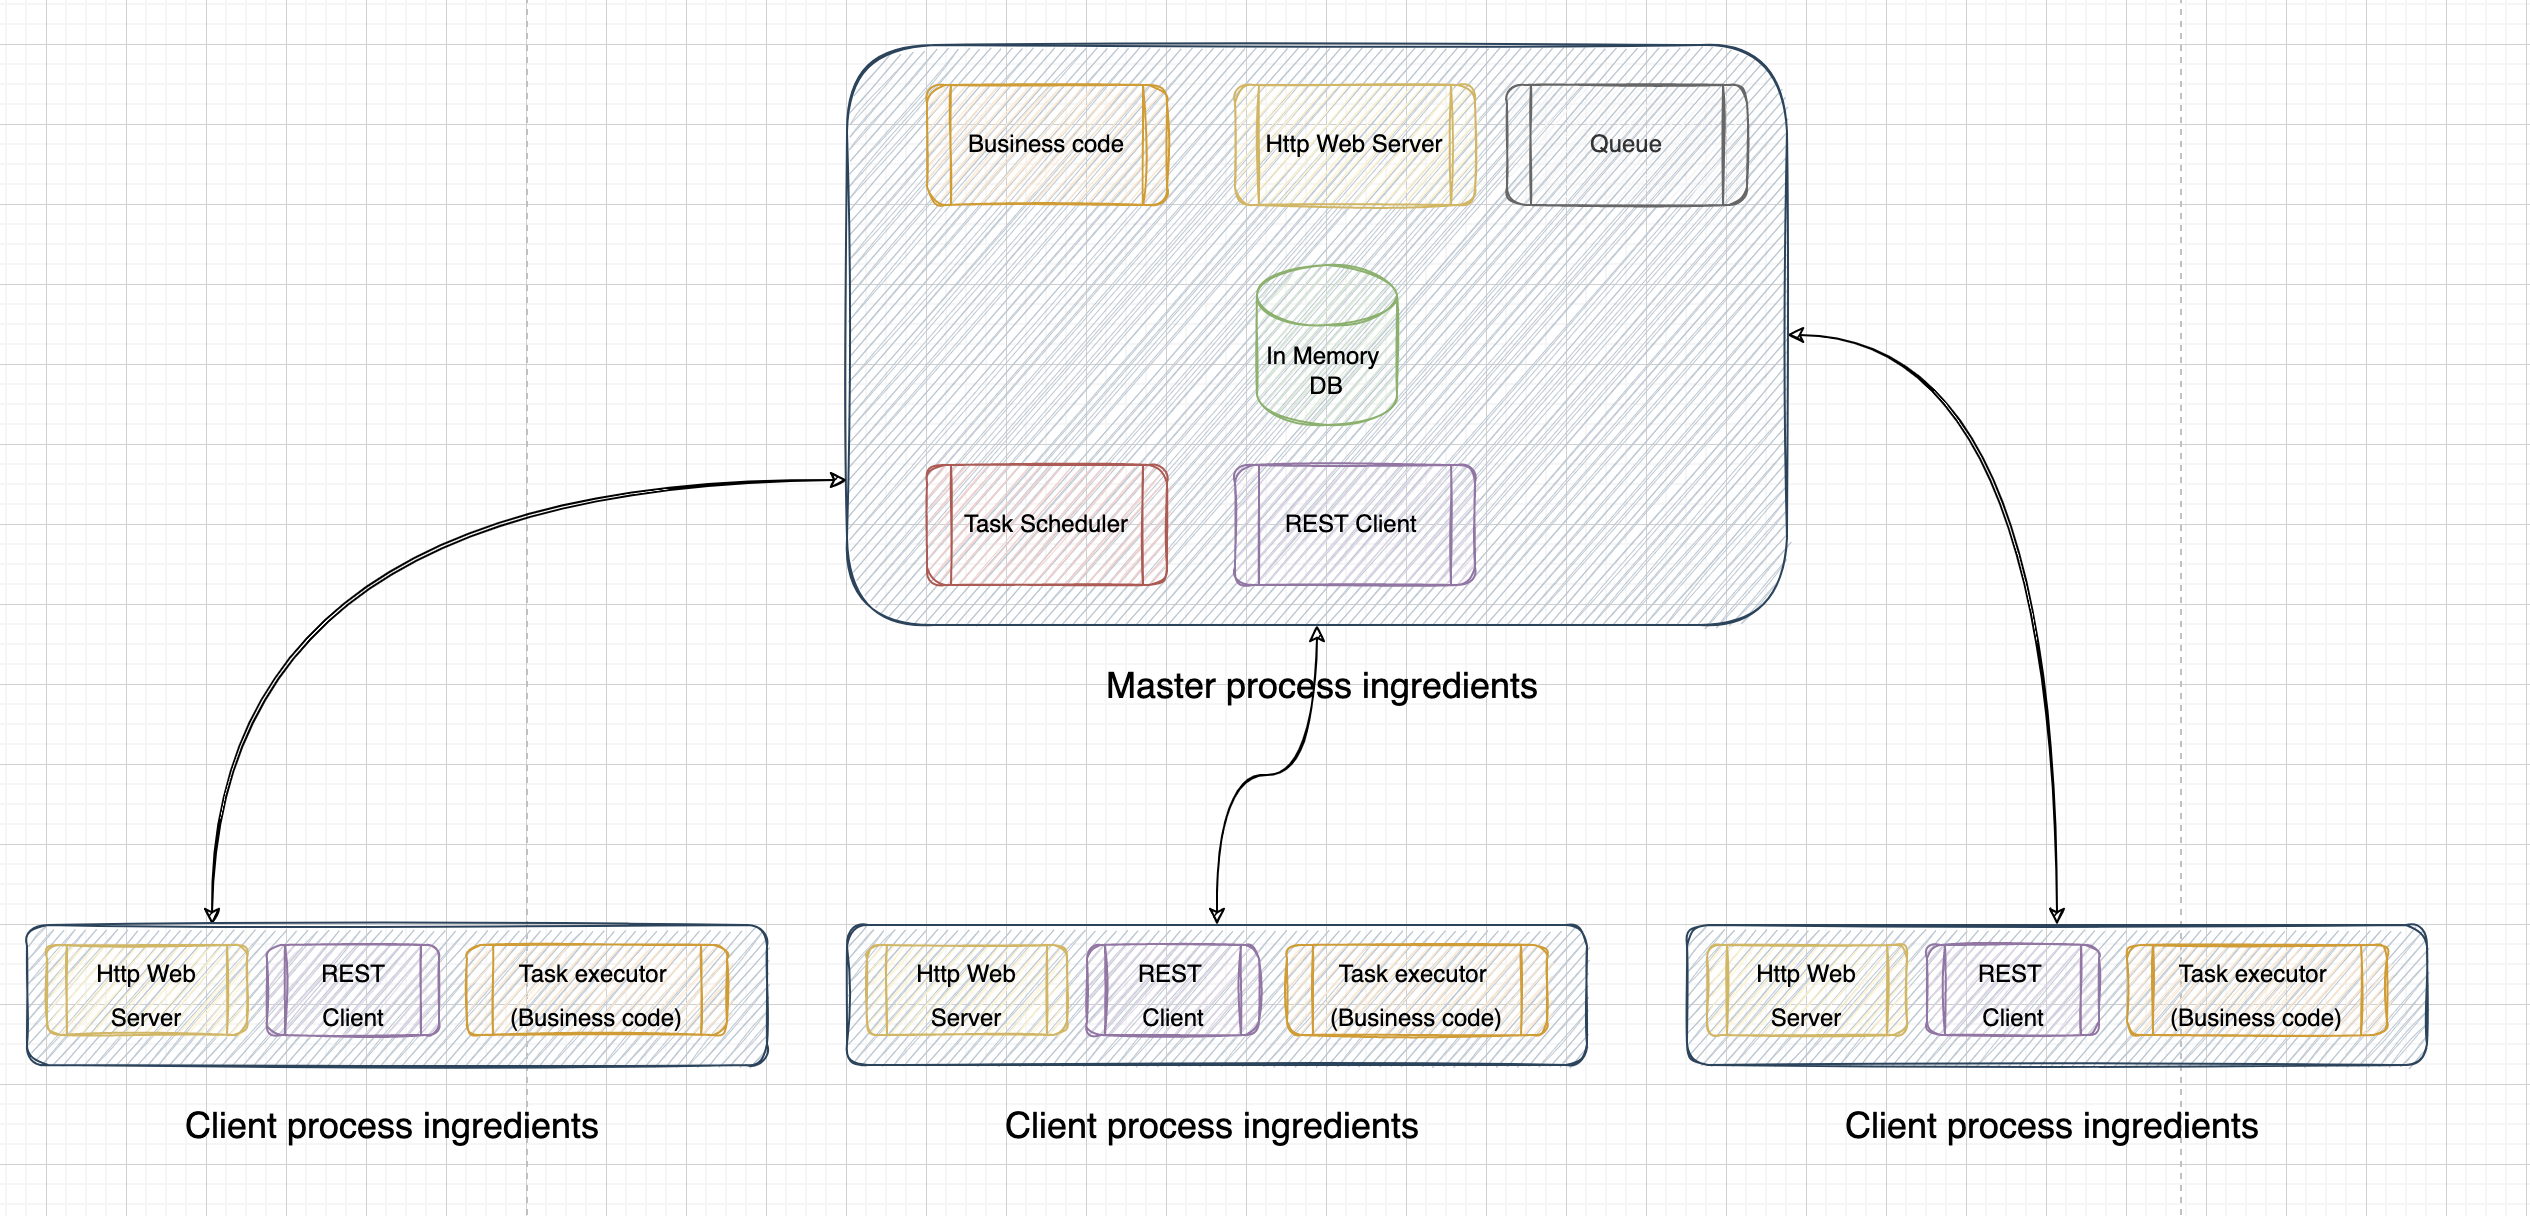 Business code
Http Web Server
Queue
In Memory
DB
Task Scheduler
REST Client
Master process ingredients
Http Web
Server
REST
Client
Task executor
(Business code)
Http Web
Server
REST
Client
Task executor
(Business code)
Http Web
Server
REST
Client
Task executor
(Business code)
Client process ingredients
Client process ingredients
Client process ingredients